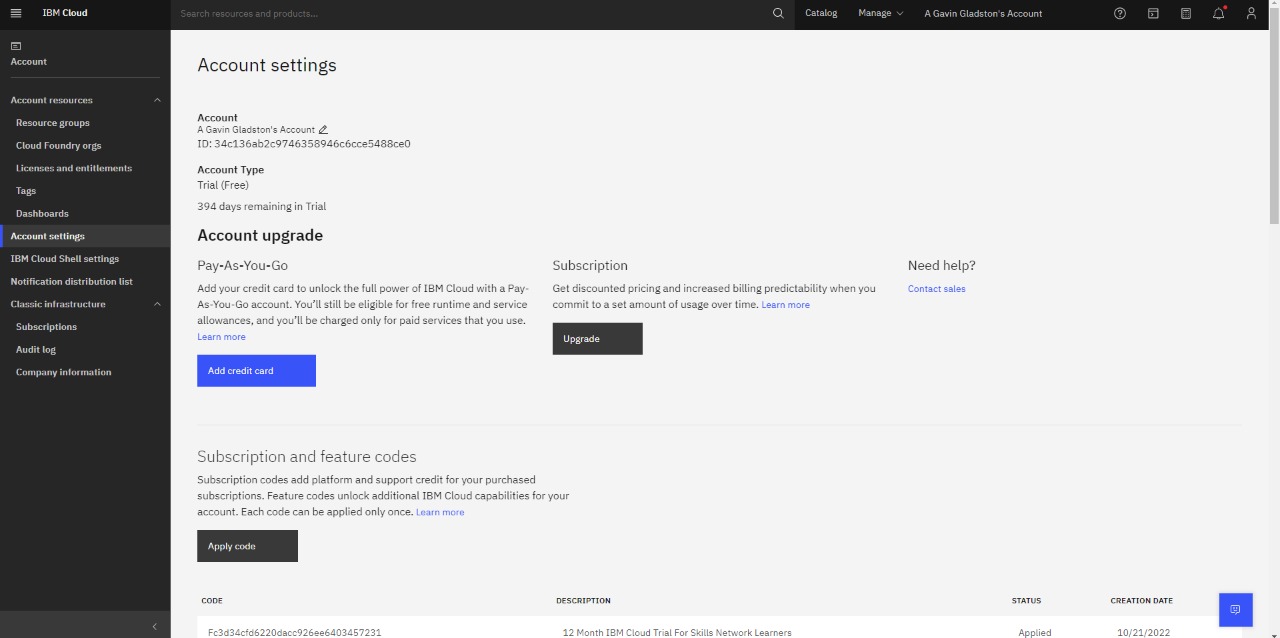 IBM Cloud
Search resources and products...
Catalog
Manage
A Gavin Gladston's Account
Account
Account resources
Resource groups
Cloud Foundry orgs
Licenses and entitlements
Tags
Dashboards
Account settings
IBM Cloud Shell settings
Notification distribution list
Classic infrastructure
Subscriptions
Audit log
Company information
Account settings
Account
A Gavin Gladston's Account
ID: 34c136ab2c9746358946c6cce5488ce0
Account Type
Trial (Free)
394 days remaining in Trial
Account upgrade
Pay-As-You-Go
Add your credit card to unlock the full power of IBM Cloud with a Pay-
As-You-Go account. You’ll still be eligible for free runtime and service
allowances, and you’ll be charged only for paid services that you use.
Learn more
Add credit card
Subscription
Get discounted pricing and increased billing predictability when you
commit to a set amount of usage over time. Learn more
Upgrade
Need help?
Contact sales
Subscription and feature codes
Subscription codes add platform and support credit for your purchased
subscriptions. Feature codes unlock additional IBM Cloud capabilities for your
account. Each code can be applied only once. Learn more
Apply code
CODE DESCRIPTION STATUS CREATION DATE
Fc3d34cfd6220dacc926ee6403457231 12 Month IBM Cloud Trial For Skills Network Learners Applied 10/21/2022